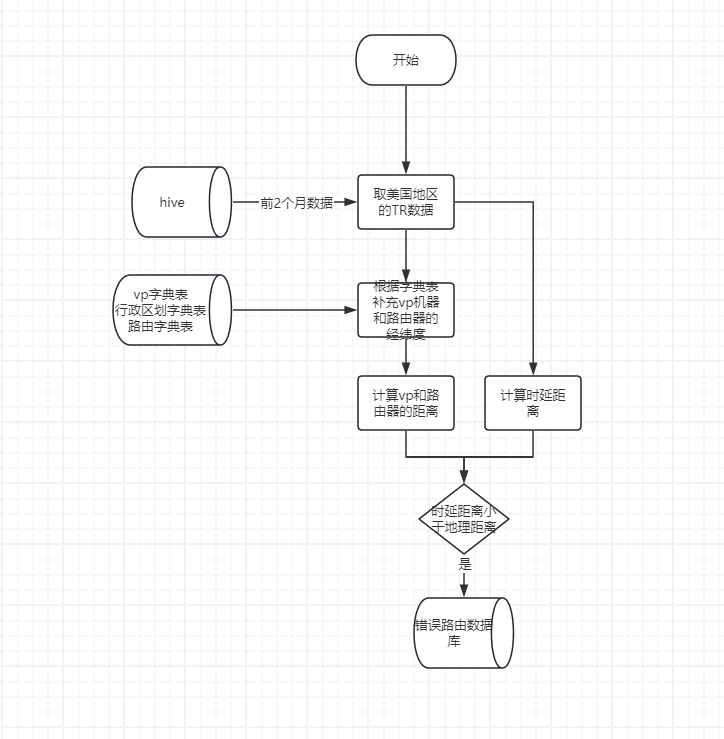 开始
hive
前2个月数据
取美国地区
的TR数据
vp字典表
行政区划字典表
路由字典表
根据字典表
补充vp机器
和路由器的
经纬度
计算vp和路
由器的距离
计算时延距
离
时延距离小
于地理距离
是
错误路由数据
库